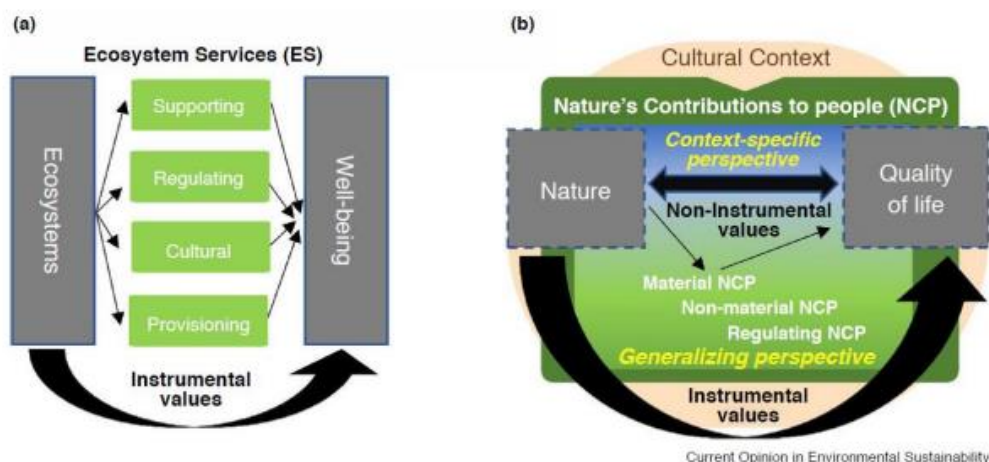 (a)
Ecosystem Services (ES)
Ecosystems
Supporting
Regulating
Cultural
Provisioning
Well-being
Instrumental
values
(b)
Cultural Context
Nature's Contributions to people (NCP)
Context-specific
perspective
Nature
Quality
of life
Non-Instrumental
values
Material NCP
Non-material NCP
Regulating NCP
Generalizing perspective
Instrumental
values
Current Opinion in Environmental Sustainability